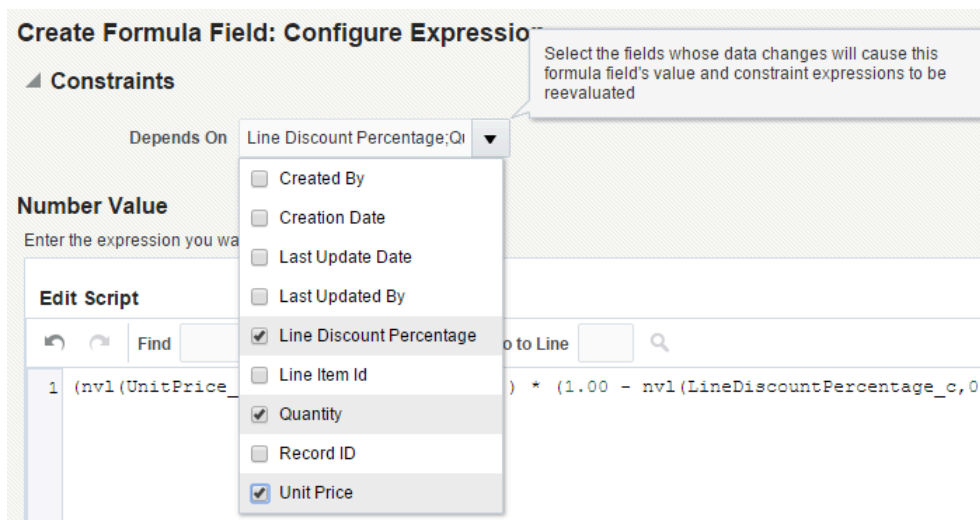 Create Formula Field: Configure Expression
Select the fields whose data changes will cause this
formula field's value and constraint expressions to be
reevaluated
Constraints
Depends On Line Discount Percentage;Q
Created By
Creation Date
Last Update Date
Last Updated By
Line Discount Percentage
Line Item Id
Quantity
Record ID
Unit Price
Number Value
Enter the expression you wa
Edit Script
Find o to Line
1 (nvl(UnitPrice_ ) * (1.00 - nvl(LineDiscountPercentage_c,0